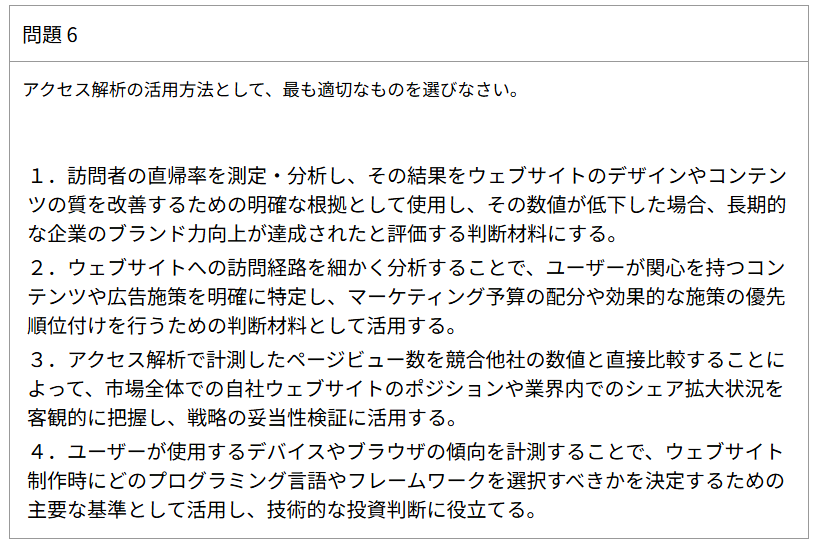 問題 6
アクセス解析の活用方法として、最も適切なものを選びなさい。
１．訪問者の直帰率を測定・分析し、その結果をウェブサイトのデザインやコンテン
ツの質を改善するための明確な根拠として使用し、その数値が低下した場合、長期的
な企業のブランド力向上が達成されたと評価する判断材料にする。
２．ウェブサイトへの訪問経路を細かく分析することで、ユーザーが関心を持つコン
テンツや広告施策を明確に特定し、マーケティング予算の配分や効果的な施策の優先
順位付けを行うための判断材料として活用する。
３．アクセス解析で計測したページビュー数を競合他社の数値と直接比較することに
よって、市場全体での自社ウェブサイトのポジションや業界内でのシェア拡大状況を
客観的に把握し、戦略の妥当性検証に活用する。
４．ユーザーが使用するデバイスやブラウザの傾向を計測することで、ウェブサイト
制作時にどのプログラミング言語やフレームワークを選択すべきかを決定するための
主要な基準として活用し、技術的な投資判断に役立てる。